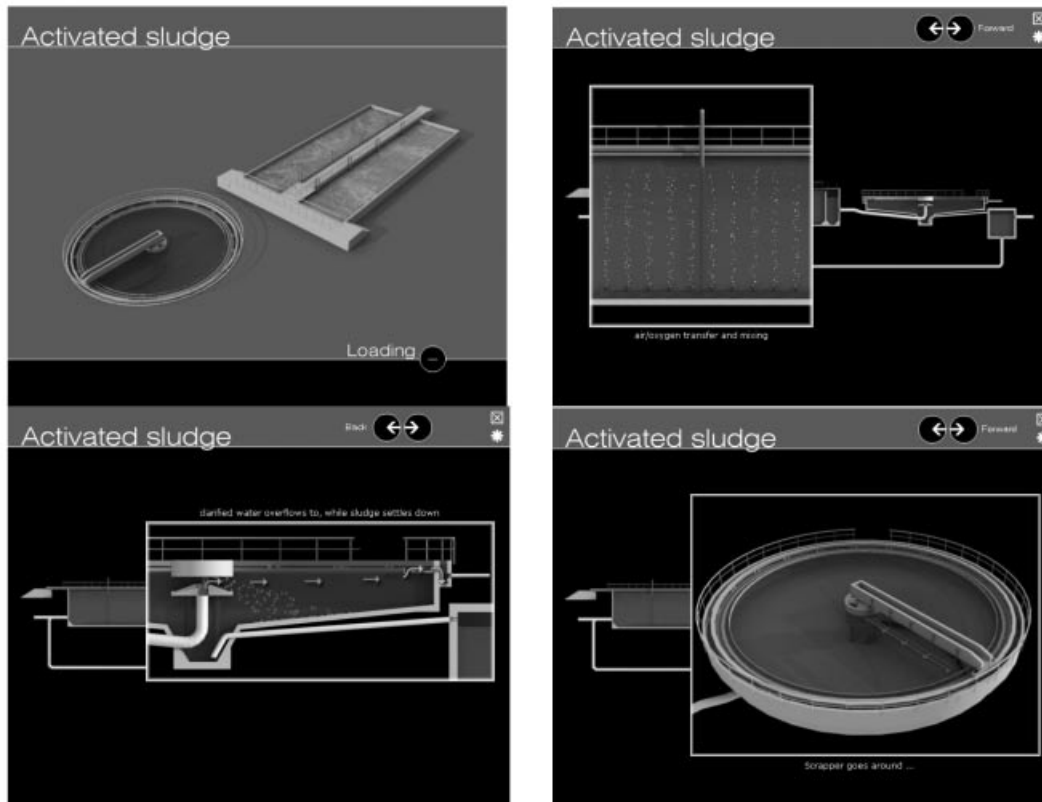 Activated sludge
Loading
Activated sludge
Forward
air/oxygen transfer and mixing
Activated sludge
Back
clarified water overflows to, while sludge settles down
Activated sludge
Forward
Scrapper goes around ...